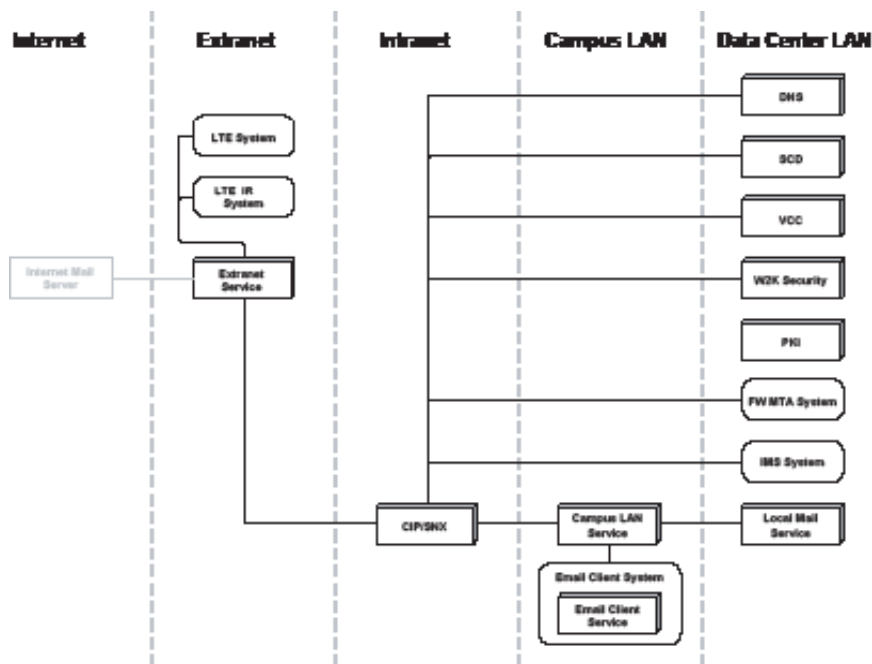 Internet
Extranet
Intranet
Campus LAN
Data Center LAN
DNS
LTE System
SCD
LTE IR
System
VCC
Internet Mail
Server
Extranet
Service
W2K Security
PKI
FW MTA System
IMS System
CIP/SNX
Campus LAN
Service
Local Mail
Service
Email Client System
Email Client
Service